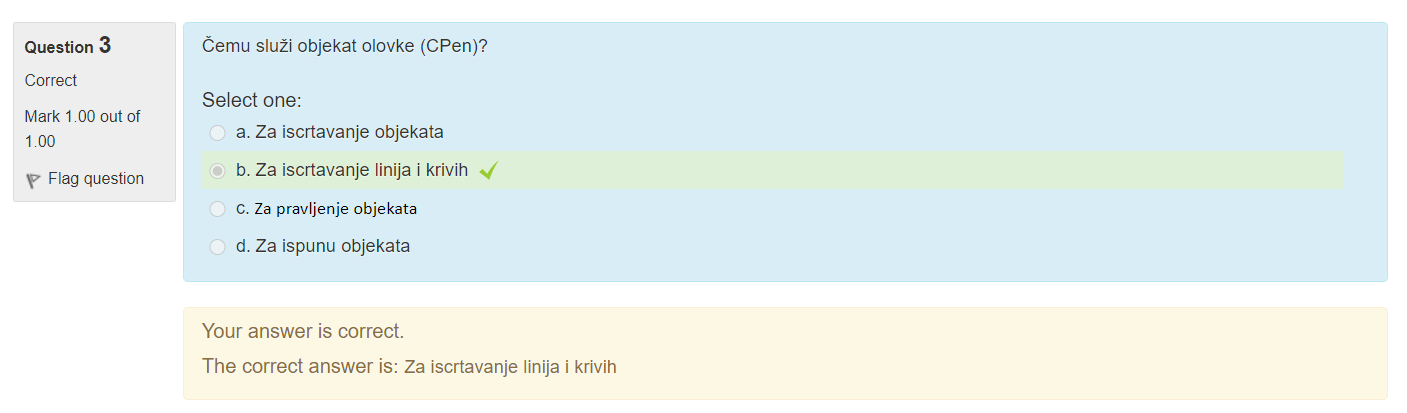 Question 3
Correct
Mark 1.00 out of
1.00
Flag question
Čemu služi objekat olovke (CPen)?
Select one:
a. Za iscrtavanje objekata
b. Za iscrtavanje linija i krivih
c. Za pravljenje objekata
d. Za ispunu objekata
Your answer is correct.
The correct answer is: Za iscrtavanje linija i krivih